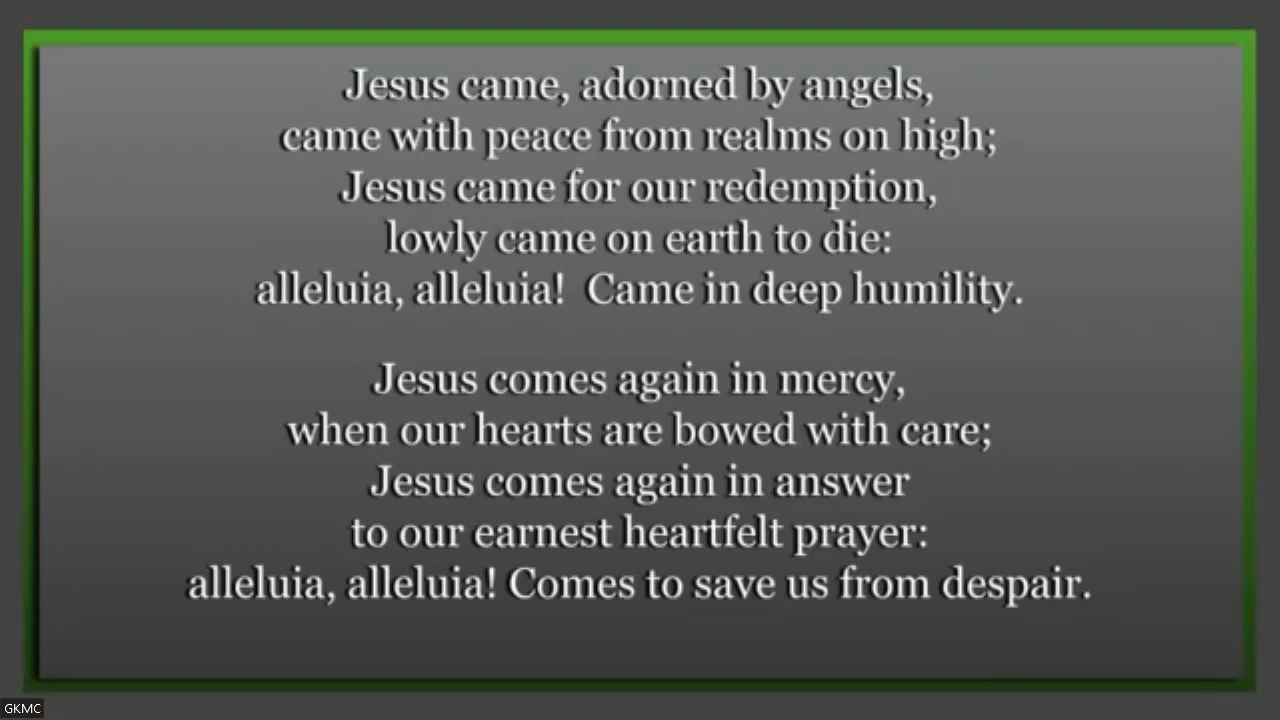 Jesus came, adorned by angels,
came with peace from realms on high;
Jesus came for our redemption,
lowly came on earth to die:
alleluia, alleluia!  Came in deep humility.
Jesus comes again in mercy,
when our hearts are bowed with care;
Jesus comes again in answer
to our earnest heartfelt prayer:
alleluia, alleluia! Comes to save us from despair.
GKMC